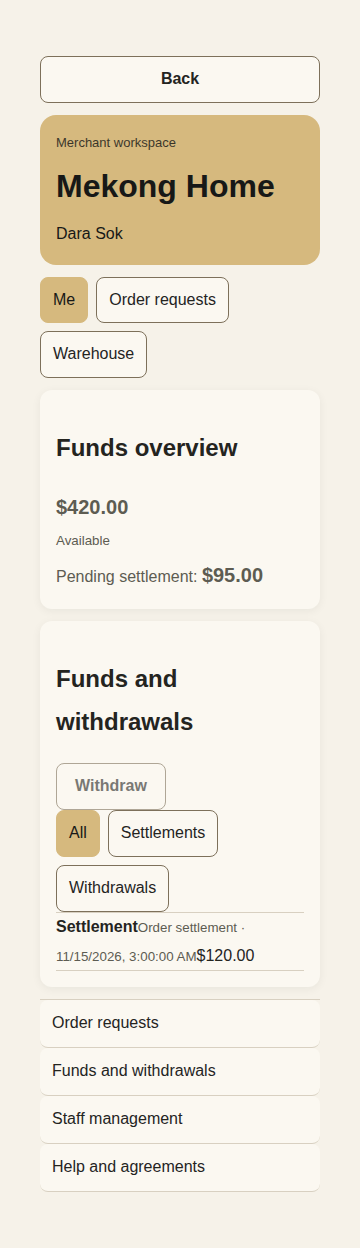 Back
Merchant workspace
Mekong Home
Dara Sok
Me
Order requests
Warehouse
Funds overview
$420.00
Available
Pending settlement: $95.00
Funds and
withdrawals
Withdraw
All
Settlements
Withdrawals
SettlementOrder settlement ·
11/15/2026, 3:00:00 AM$120.00
Order requests
Funds and withdrawals
Staff management
Help and agreements